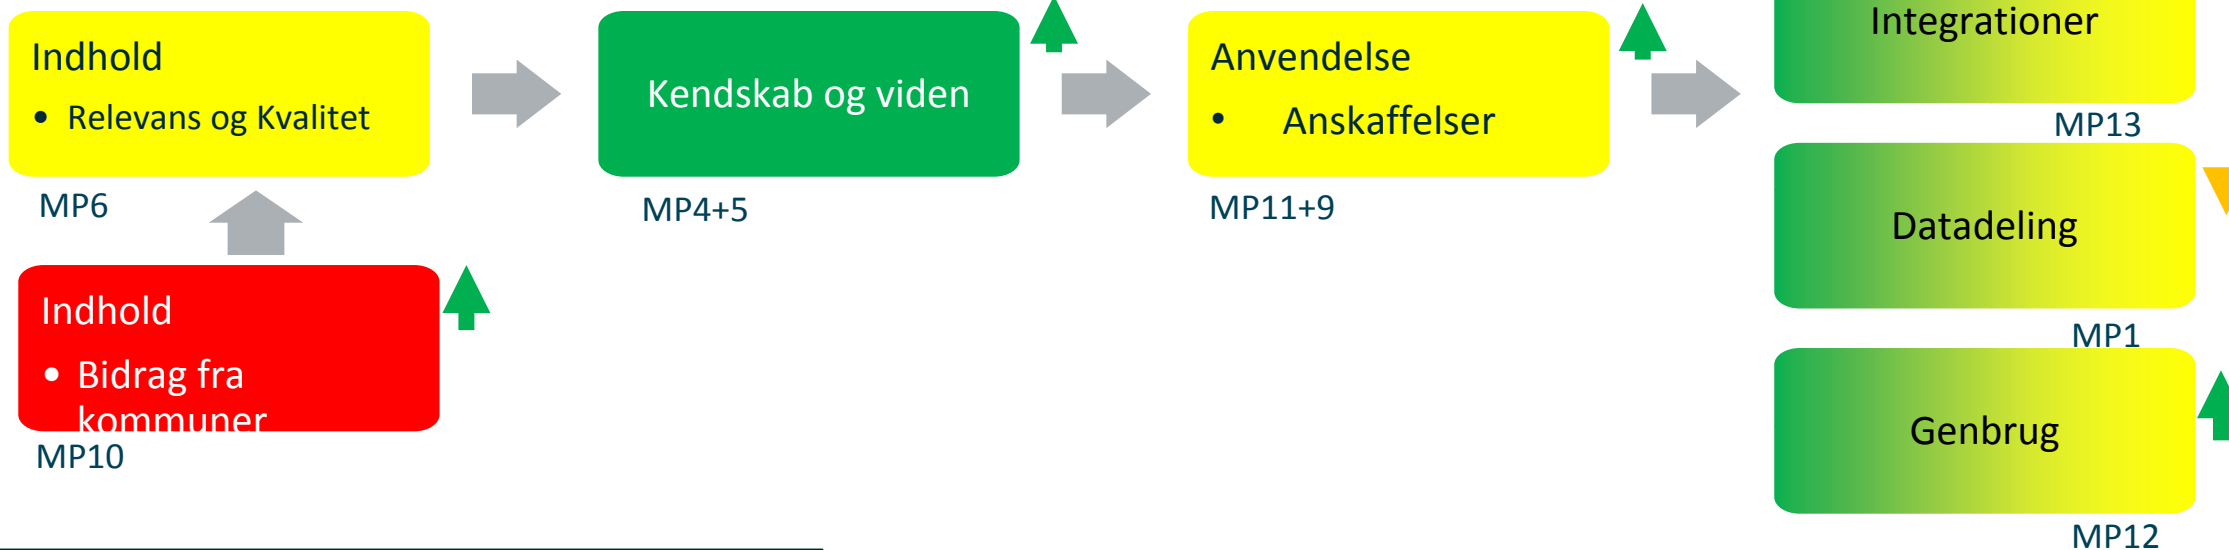 Indhold
• Relevans og Kvalitet
MP6
Indhold
• Bidrag fra
kommuner
MP10
Kendskab og viden
MP4+5
Anvendelse
• Anskaffelser
MP11+9
Integrationer
MP13
Datadeling
MP1
Genbrug
MP12